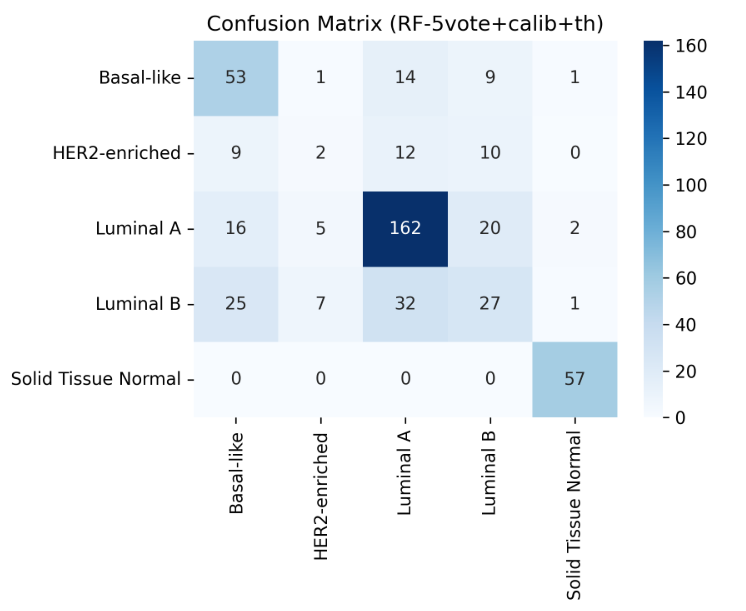 Confusion Matrix (RF-5vote+calib+th)
Basal-like 53 1 14 9 1
HER2-enriched 9 2 12 10 0
Luminal A 16 5 162 20 2
Luminal B 25 7 32 27 1
Solid Tissue Normal 0 0 0 0 57
Basal-like
HER2-enriched
Luminal A
Luminal B
Solid Tissue Normal
160
140
120
100
80
60
40
20
0